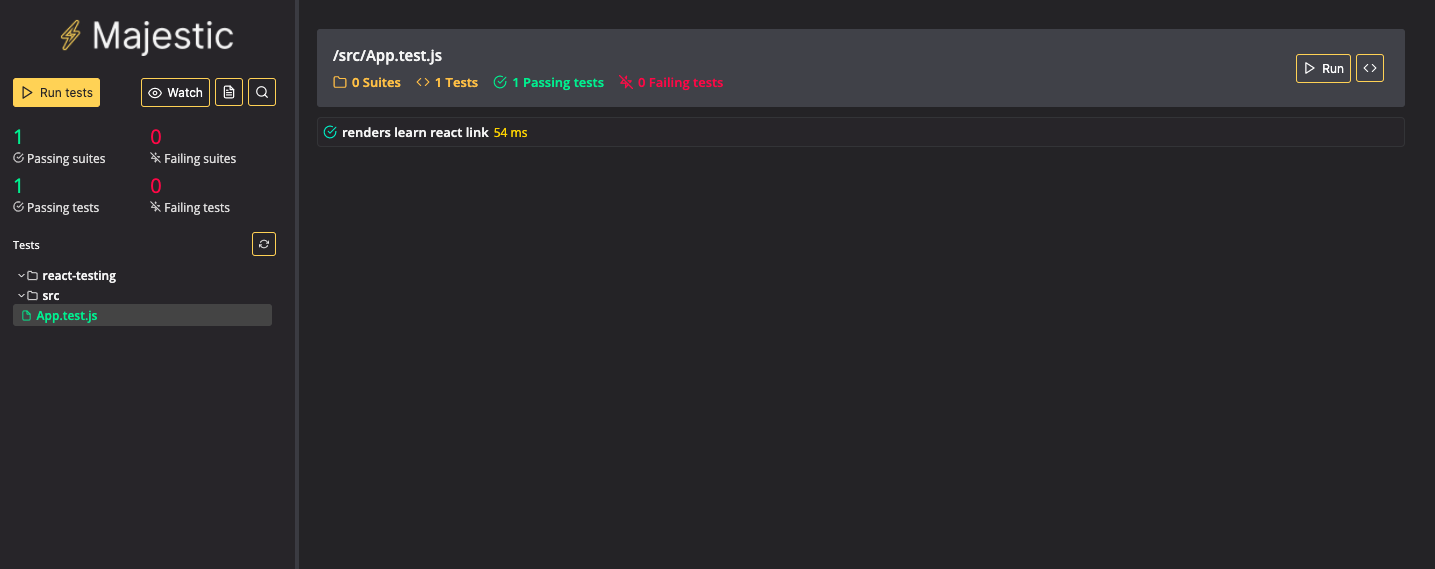 Majestic
Run tests
Watch
1
0
Passing suites
Failing suites
1
0
Passing tests
Failing tests
Tests
react-testing
src
App.test.js
/src/App.test.js
0 Suites
1 Tests
1 Passing tests
0 Failing tests
Run
renders learn react link 54 ms